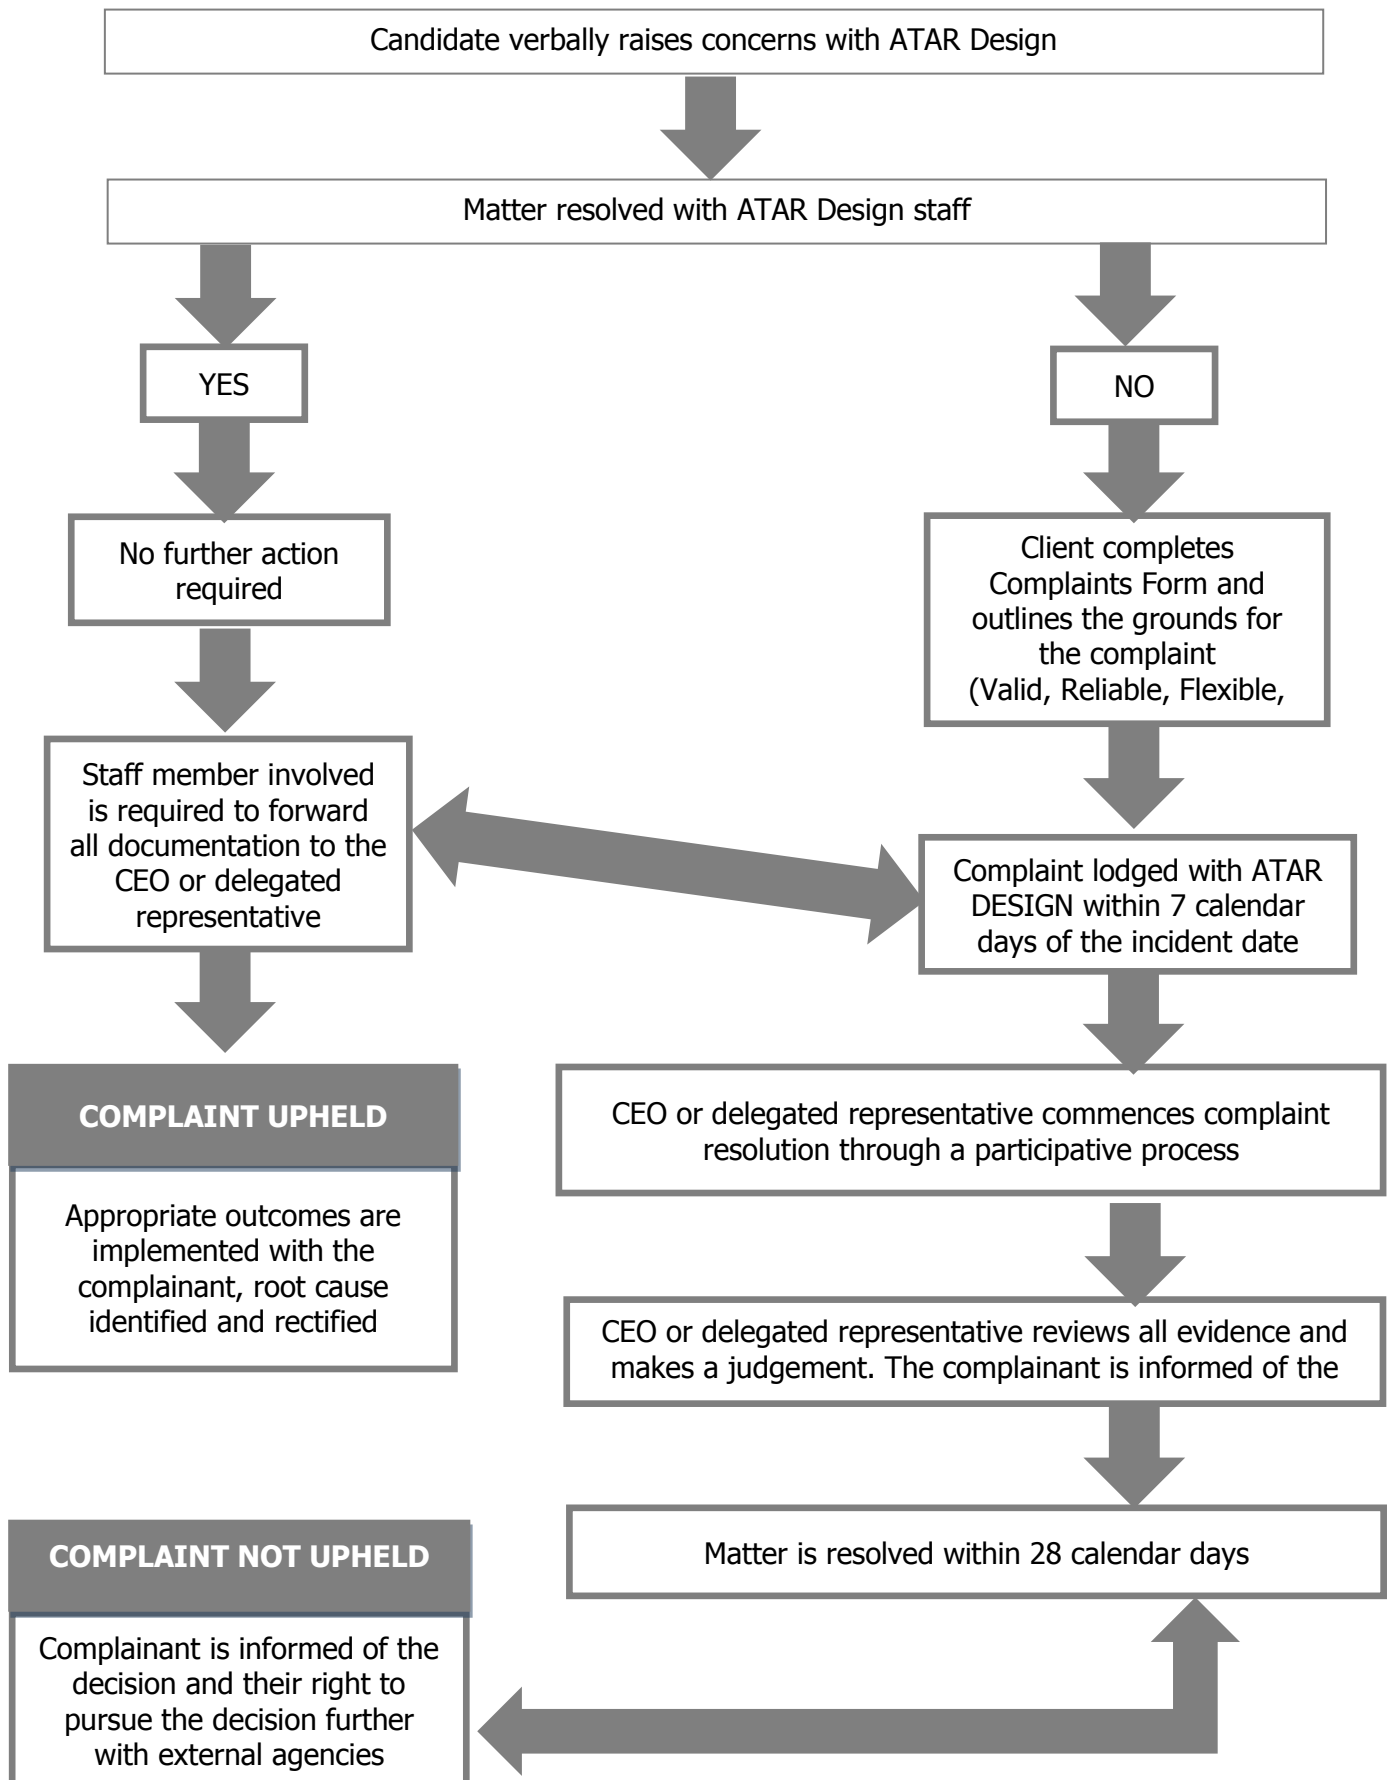 Candidate verbally raises concerns with ATAR Design
Matter resolved with ATAR Design staff
YES
NO
No further action
required
Client completes
Complaints Form and
outlines the grounds for
the complaint
(Valid, Reliable, Flexible,
Staff member involved
is required to forward
all documentation to the
CEO or delegated
representative
Complaint lodged with ATAR
DESIGN within 7 calendar
days of the incident date
COMPLAINT UPHELD
Appropriate outcomes are
implemented with the
complainant, root cause
identified and rectified
CEO or delegated representative commences complaint
resolution through a participative process
CEO or delegated representative reviews all evidence and
makes a judgement. The complainant is informed of the
Matter is resolved within 28 calendar days
COMPLAINT NOT UPHELD
Complainant is informed of the
decision and their right to
pursue the decision further
with external agencies